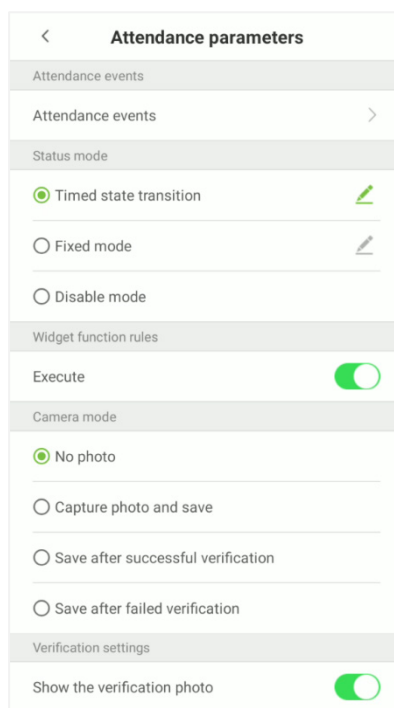 Attendance parameters
Attendance events
Attendance events
Status mode
Timed state transition
Fixed mode
Disable mode
Widget function rules
Execute
Camera mode
No photo
Capture photo and save
Save after successful verification
Save after failed verification
Verification settings
Show the verification photo